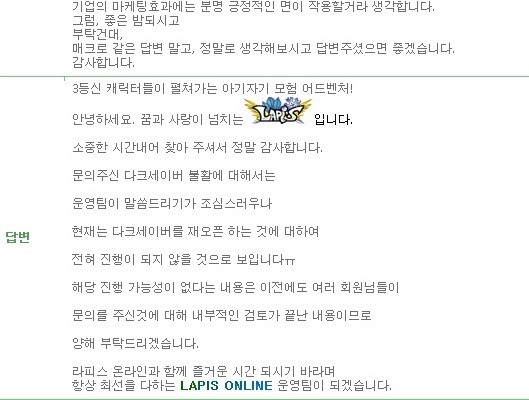 기업의 마케팅효과에는 분명 긍정적인 면이 작용할거라 생각합니다.
그럼, 좋은 밤되시고
부탁건대,
매크로 같은 답변 말고, 정말로 생각해보시고 답변주셨으면 좋겠습니다.
감사합니다.
3등신 캐릭터들이 펼쳐가는 아기자기 모험 어드벤처!
안녕하세요. 꿈과 사랑이 넘치는 LAPIS 입니다.
소중한 시간내어 찾아 주셔서 정말 감사합니다.
문의주신 다크세이버 불활에 대해서는
운영팀이 말씀드리기가 조심스러우나
답변
현재는 다크세이버를 재오픈 하는 것에 대하여
전혀 진행이 되지 않을 것으로 보입니다ㅠ
해당 진행 가능성이 없다는 내용은 이전에도 여러 회원님들이
문의를 주신것에 대해 내부적인 검토가 끝난 내용이므로
양해 부탁드리겠습니다.
라피스 온라인과 함께 즐거운 시간 되시기 바라며
항상 최선을 다하는 LAPIS ONLINE 운영팀이 되겠습니다.